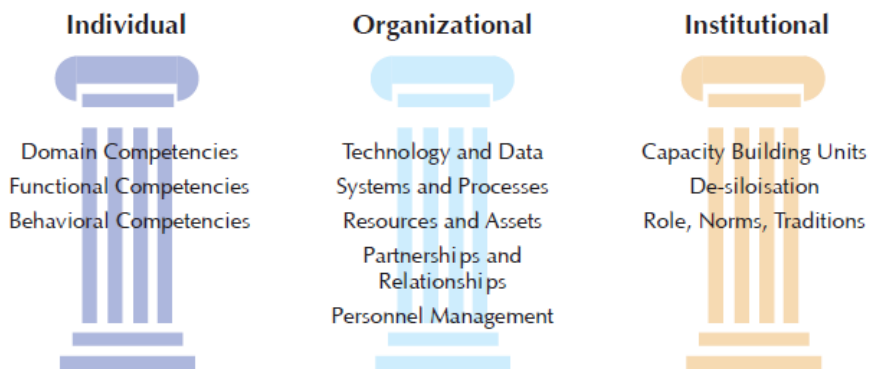 Individual
Domain Competencies
Functional Competencies
Behavioral Competencies
Organizational
Technology and Data
Systems and Processes
Resources and Assets
Partnerships and
Relationships
Personnel Management
Institutional
Capacity Building Units
De-siloisation
Role, Norms, Traditions